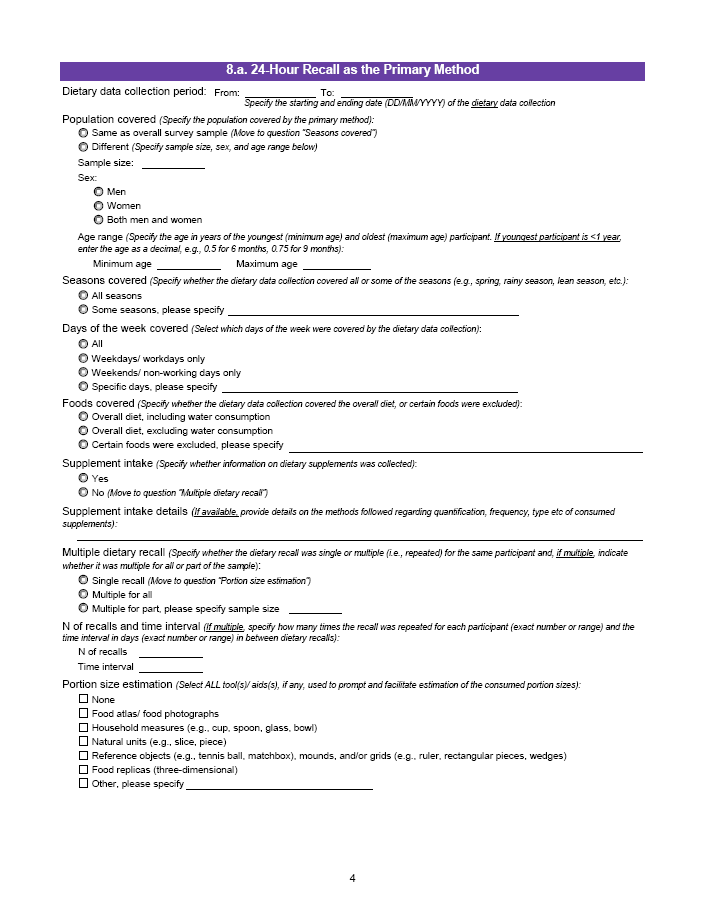 8.a. 24-Hour Recall as the Primary Method
Dietary data collection period: From: To:
Specify the starting and ending date (DD/MM/YYYY) of the dietary data collection
Population covered (Specify the population covered by the primary method):
Same as overall survey sample (Move to question "Seasons covered")
Different (Specify sample size, sex, and age range below)
Sample size:
Sex:
Men
Women
Both men and women
Age range (Specify the age in years of the youngest (minimum age) and oldest (maximum age) participant. If youngest participant is <1 year,
enter the age as a decimal, e.g., 0.5 for 6 months, 0.75 for 9 months):
Minimum age Maximum age
Seasons covered (Specify whether the dietary data collection covered all or some of the seasons (e.g., spring, rainy season, lean season, etc.):
All seasons
Some seasons, please specify
Days of the week covered (Select which days of the week were covered by the dietary data collection):
All
Weekdays/ workdays only
Weekends/ non-working days only
Specific days, please specify
Foods covered (Specify whether the dietary data collection covered the overall diet, or certain foods were excluded):
Overall diet, including water consumption
Overall diet, excluding water consumption
Certain foods were excluded, please specify
Supplement intake (Specify whether information on dietary supplements was collected):
Yes
No (Move to question "Multiple dietary recall")
Supplement intake details (If available, provide details on the methods followed regarding quantification, frequency, type etc of consumed
supplements):
Multiple dietary recall (Specify whether the dietary recall was single or multiple (i.e., repeated) for the same participant and, if multiple, indicate
whether it was multiple for all or part of the sample):
Single recall (Move to question "Portion size estimation")
Multiple for all
Multiple for part, please specify sample size
N of recalls and time interval (If multiple, specify how many times the recall was repeated for each participant (exact number or range) and the
time interval in days (exact number or range) in between dietary recalls):
N of recalls
Time interval
Portion size estimation (Select ALL tool(s)/ aids(s), if any, used to prompt and facilitate estimation of the consumed portion sizes):
None
Food atlas/ food photographs
Household measures (e.g., cup, spoon, glass, bowl)
Natural units (e.g., slice, piece)
Reference objects (e.g., tennis ball, matchbox), mounds, and/or grids (e.g., ruler, rectangular pieces, wedges)
Food replicas (three-dimensional)
Other, please specify
4